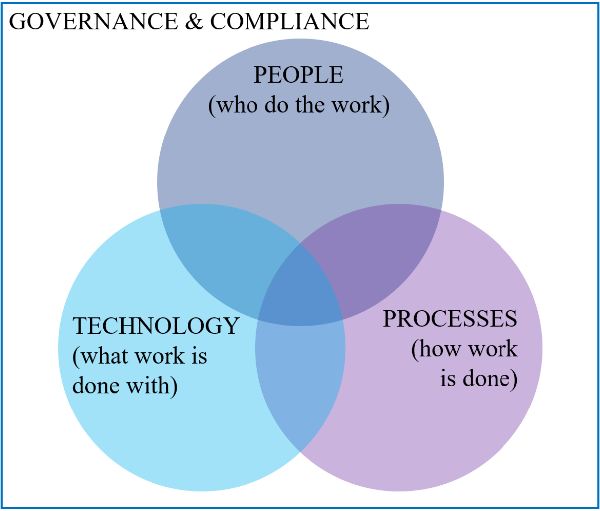 GOVERNANCE & COMPLIANCE
PEOPLE
(who do the work)
TECHNOLOGY
(what work is
done with)
PROCESSES
(how work
is done)